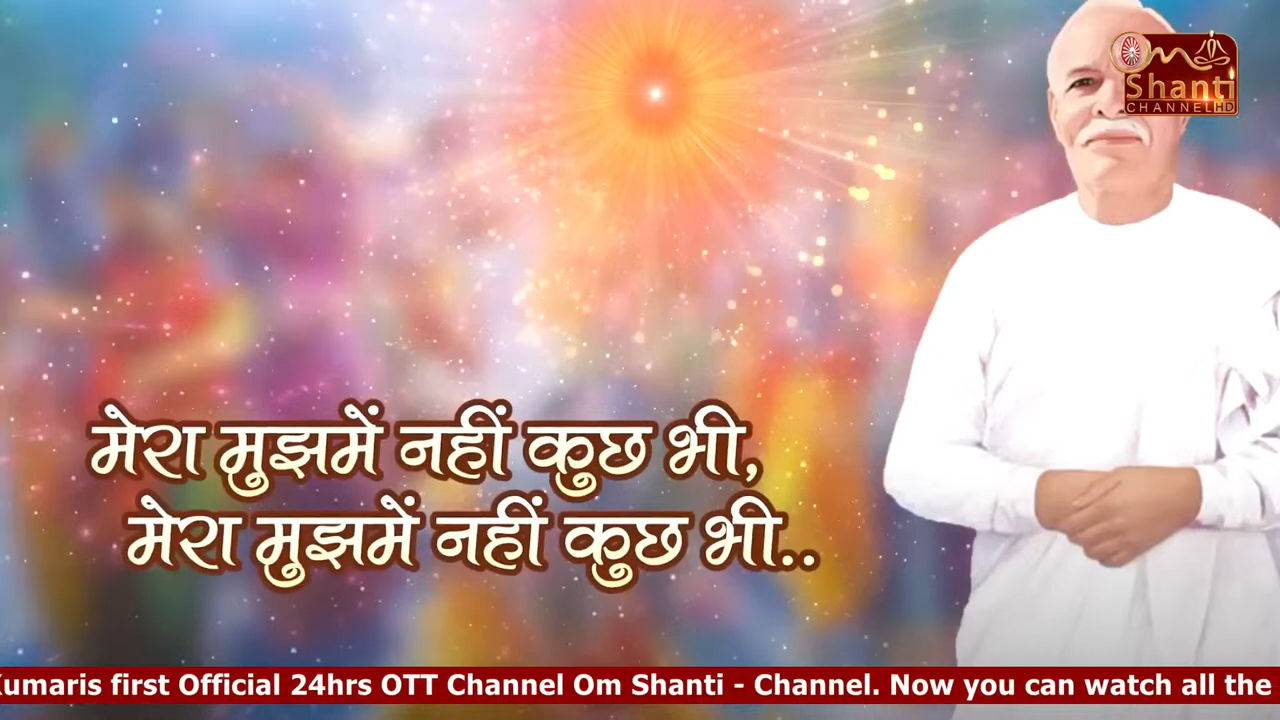 Om
Shanti
CHANNEL HD
मेरा मुझमें नहीं कुछ भी,
मेरा मुझमें नहीं कुछ भी..
Kumaris first Official 24hrs OTT Channel Om Shanti - Channel. Now you can watch all the